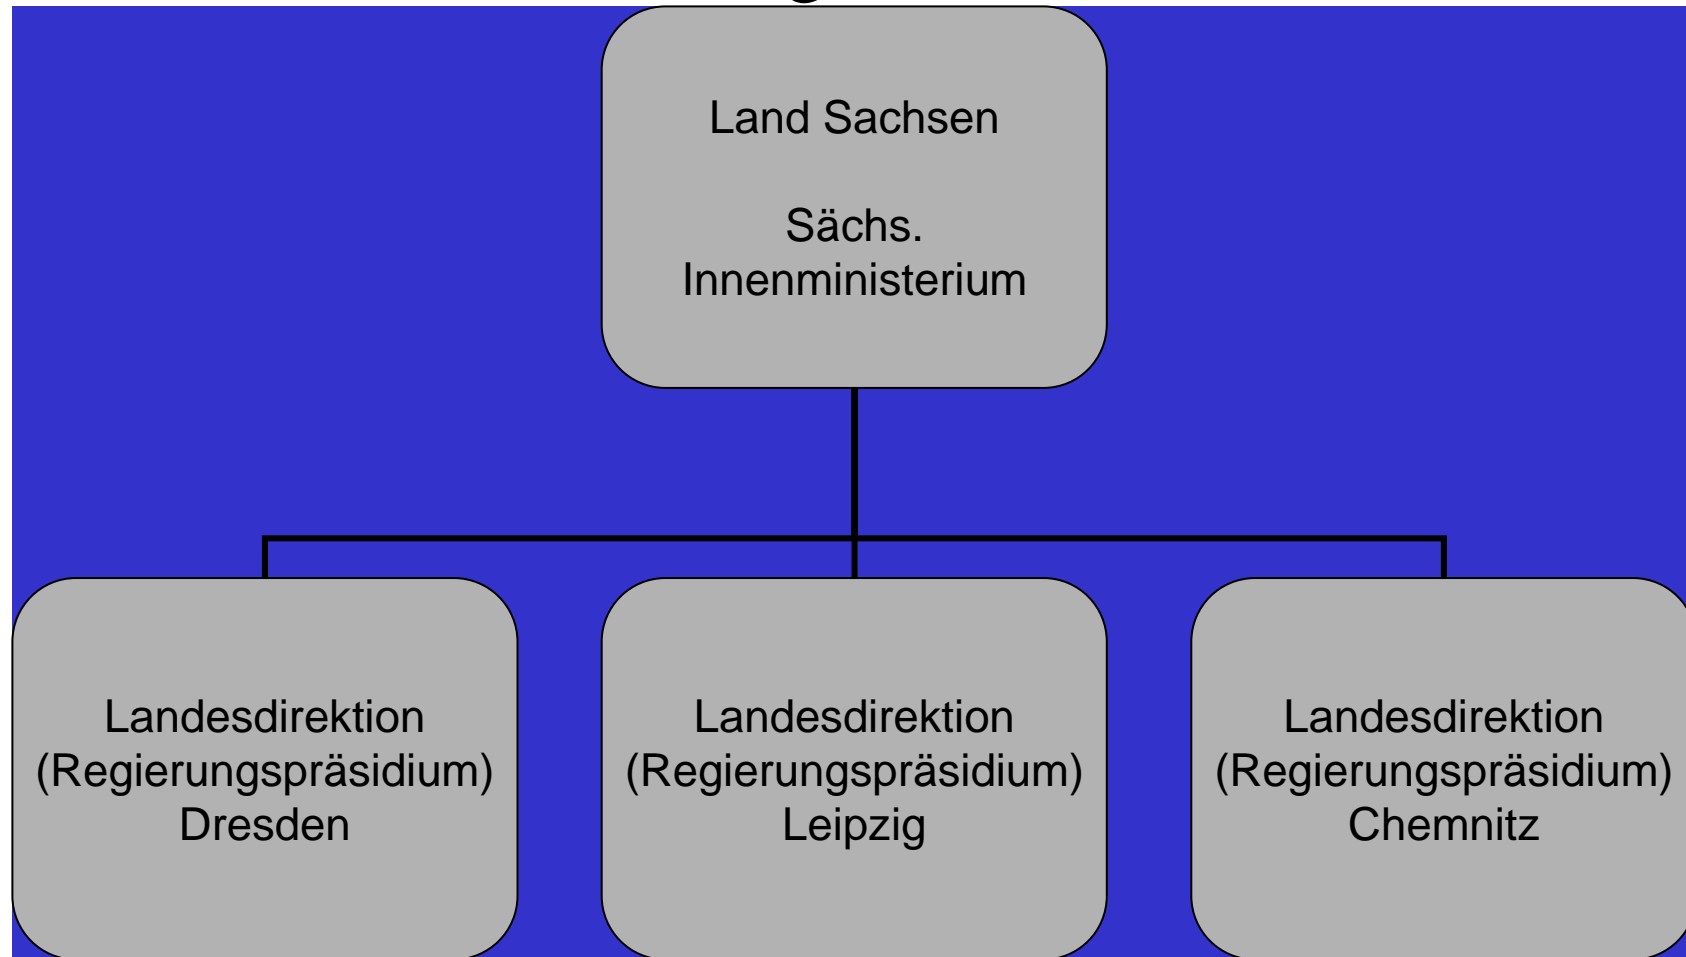 Land Sachsen
Sächs.
Innenministerium
Landesdirektion
(Regierungspräsidium)
Dresden
Landesdirektion
(Regierungspräsidium)
Leipzig
Landesdirektion
(Regierungspräsidium)
Chemnitz